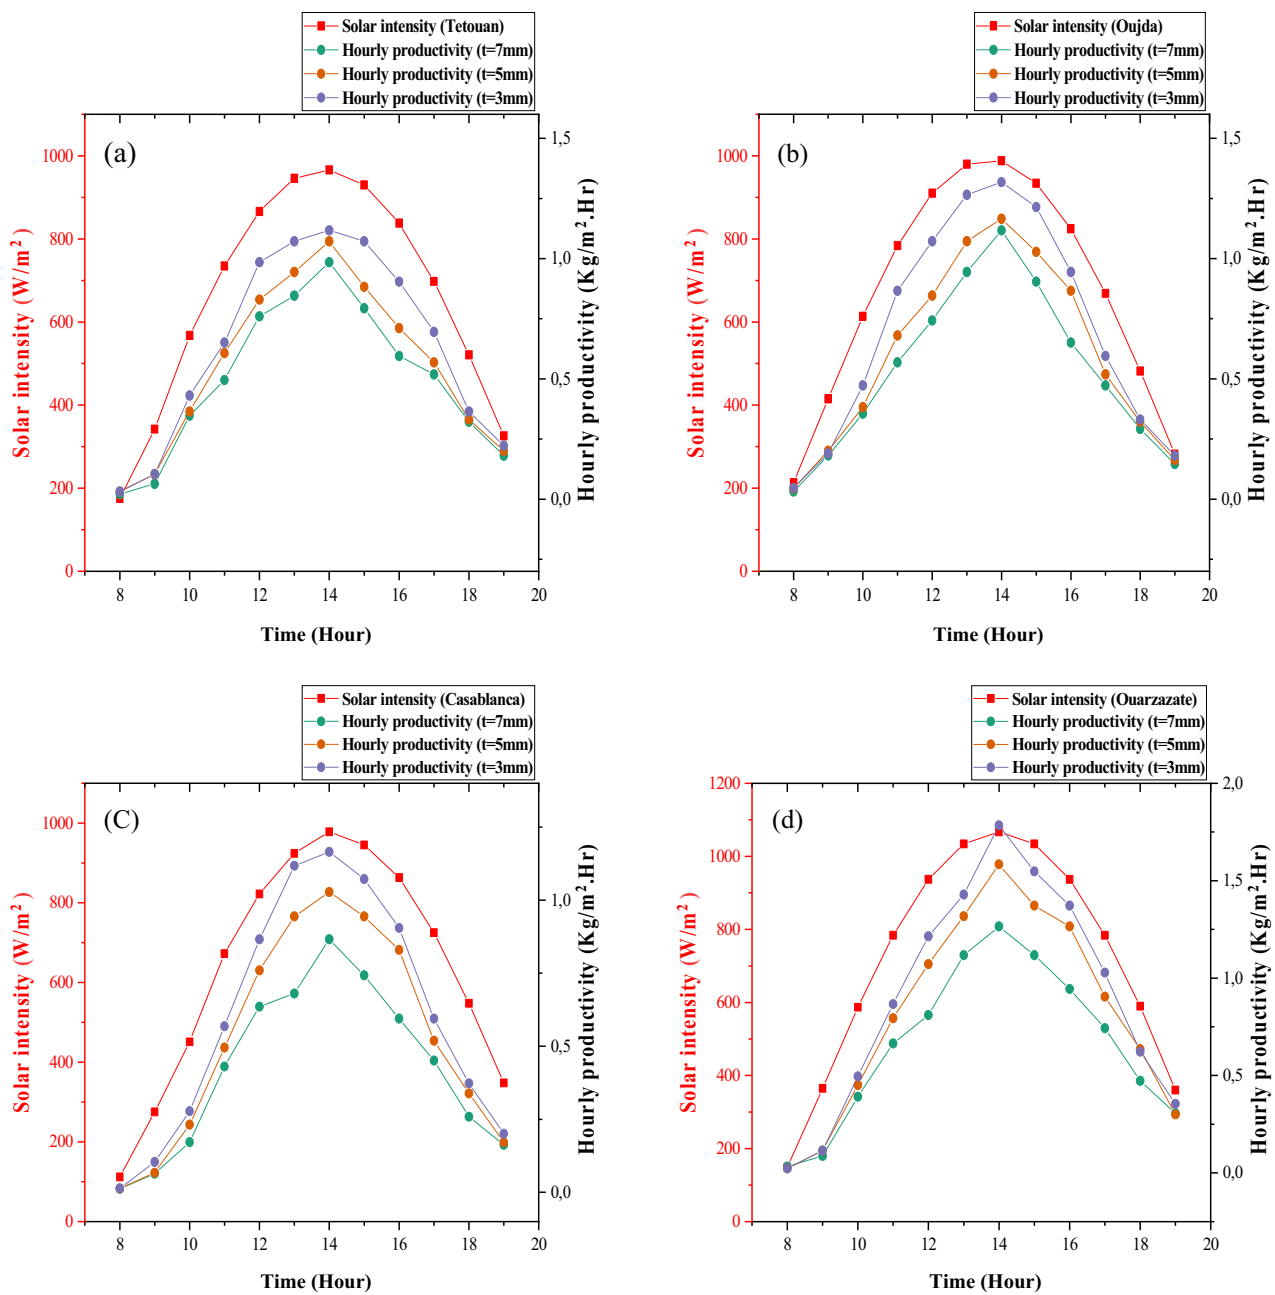 Solar intensity (Tetouan)
Hourly productivity (t=7mm)
Hourly productivity (t=5mm)
Hourly productivity (t=3mm)
(a)
1000
800
600
400
200
0
1,5
1,0
0,5
0,0
8 10 12 14 16 18 20
Solar intensity (W/m²)
Hourly productivity (Kg/m².Hr)
Time (Hour)
Solar intensity (Oujda)
Hourly productivity (t=7mm)
Hourly productivity (t=5mm)
Hourly productivity (t=3mm)
(b)
1000
800
600
400
200
0
1,5
1,0
0,5
0,0
8 10 12 14 16 18 20
Solar intensity (W/m²)
Hourly productivity (Kg/m².Hr)
Time (Hour)
Solar intensity (Casablanca)
Hourly productivity (t=7mm)
Hourly productivity (t=5mm)
Hourly productivity (t=3mm)
(C)
1000
800
600
400
200
0
1,0
0,5
0,0
8 10 12 14 16 18 20
Solar intensity (W/m²)
Hourly productivity (Kg/m².Hr)
Time (Hour)
Solar intensity (Ouarzazate)
Hourly productivity (t=7mm)
Hourly productivity (t=5mm)
Hourly productivity (t=3mm)
(d)
1200
1000
800
600
400
200
0
2,0
1,5
1,0
0,5
0,0
8 10 12 14 16 18 20
Solar intensity (W/m²)
Hourly productivity (Kg/m².Hr)
Time (Hour)